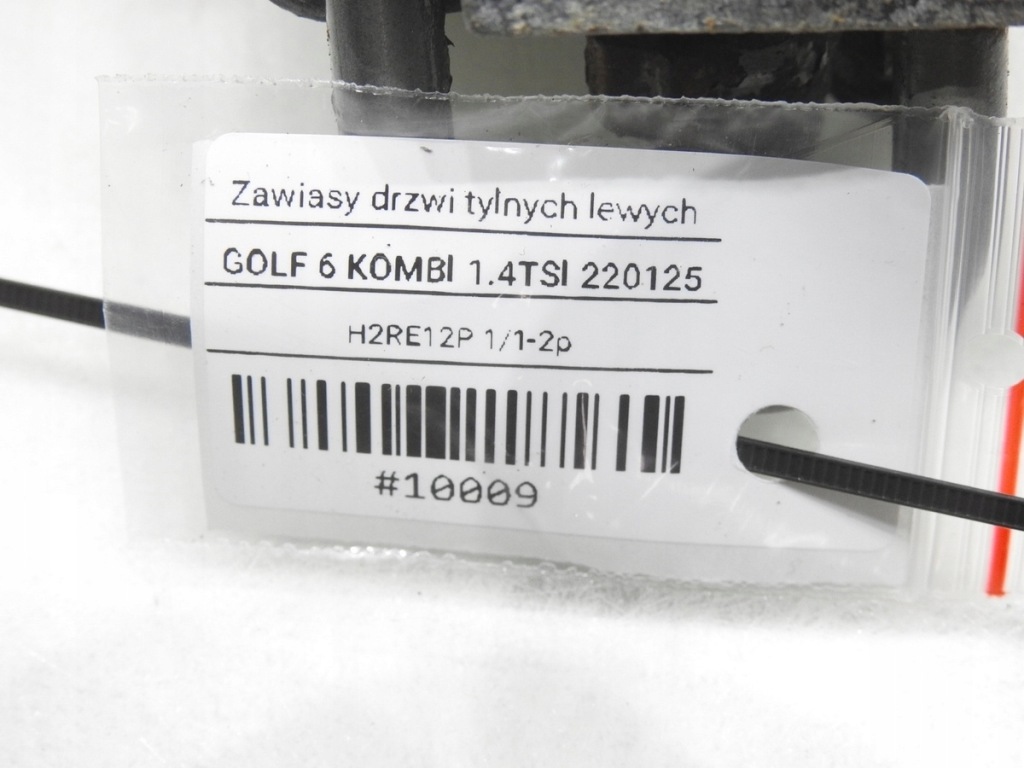 Zawiasy drzwi tylnych lewych
GOLF 6 KOMBI 1.4TSI 220125
H2RE12P 1/1-2p
#10009